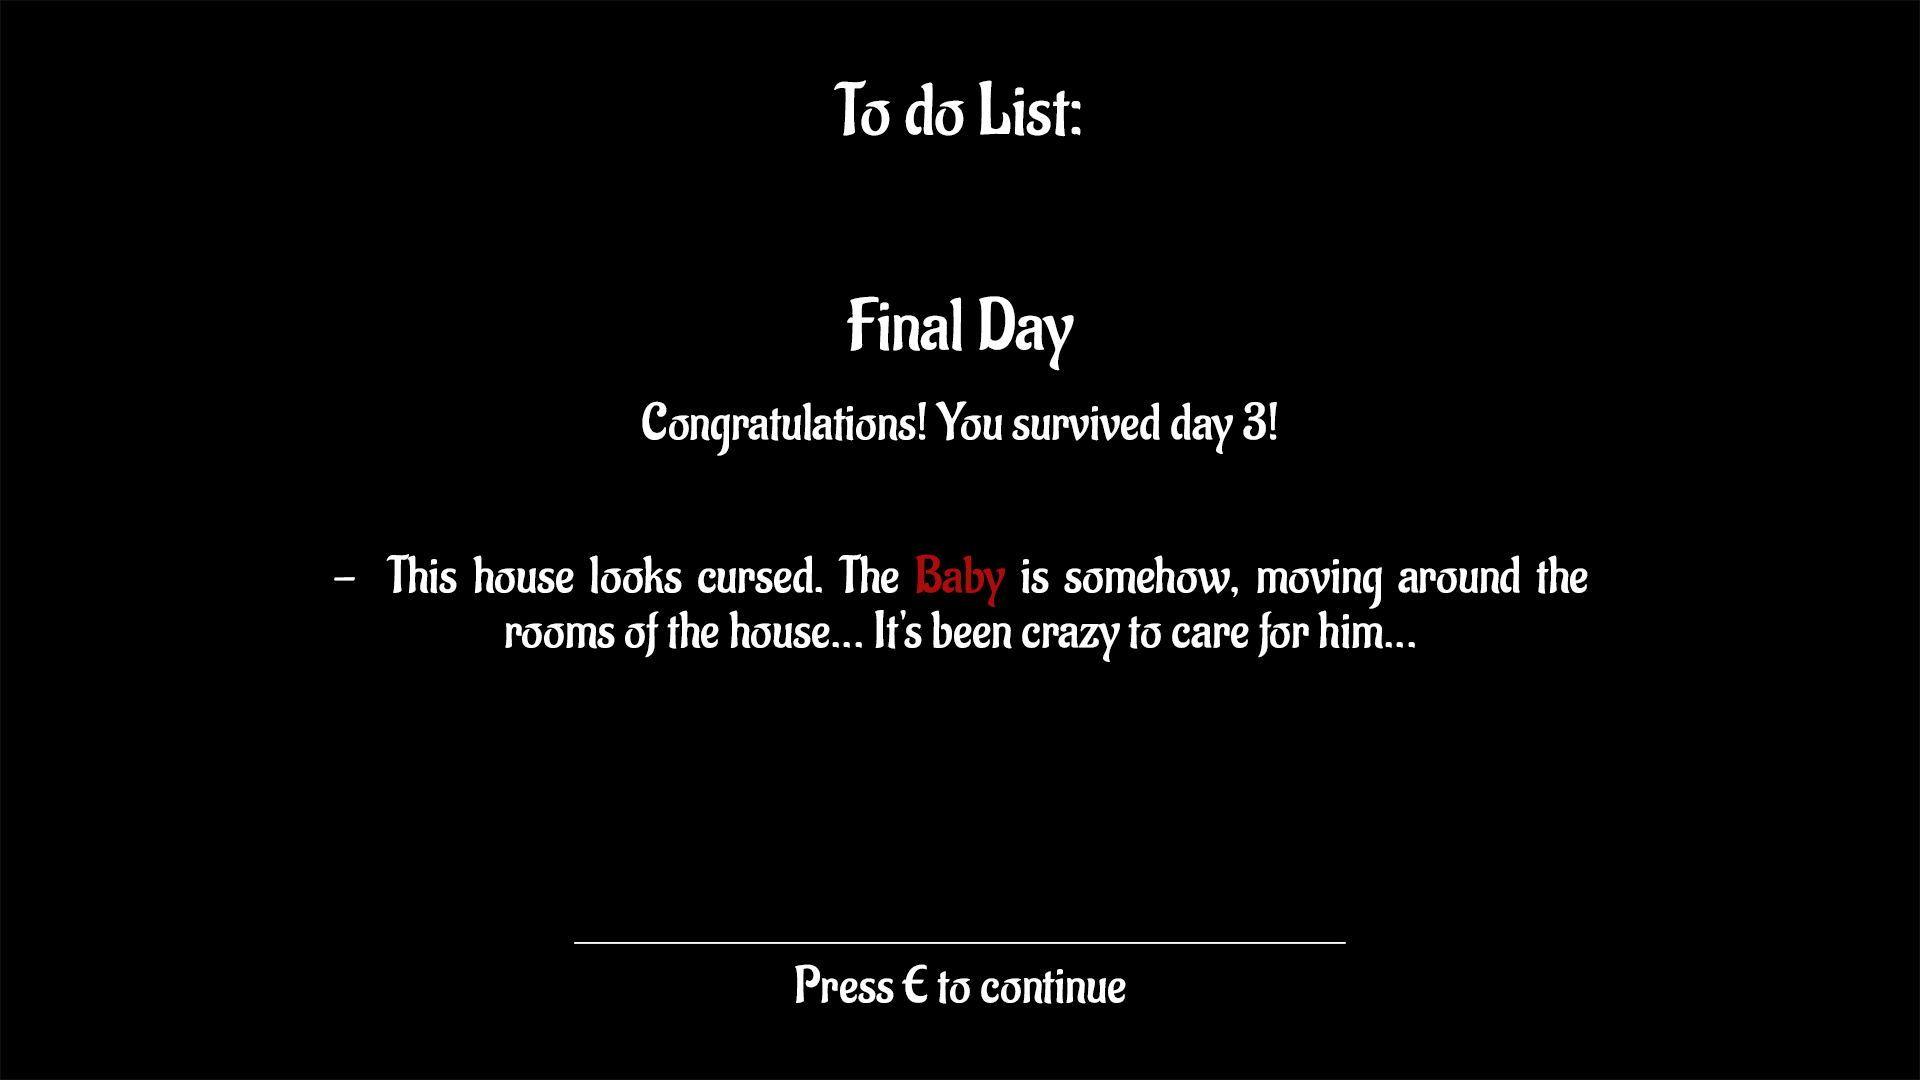 To do List:
Final Day
Congratulations! You survived day 3!
- This house looks cursed. The Baby is somehow, moving around the
rooms of the house... It's been crazy to care for him...
Press E to continue